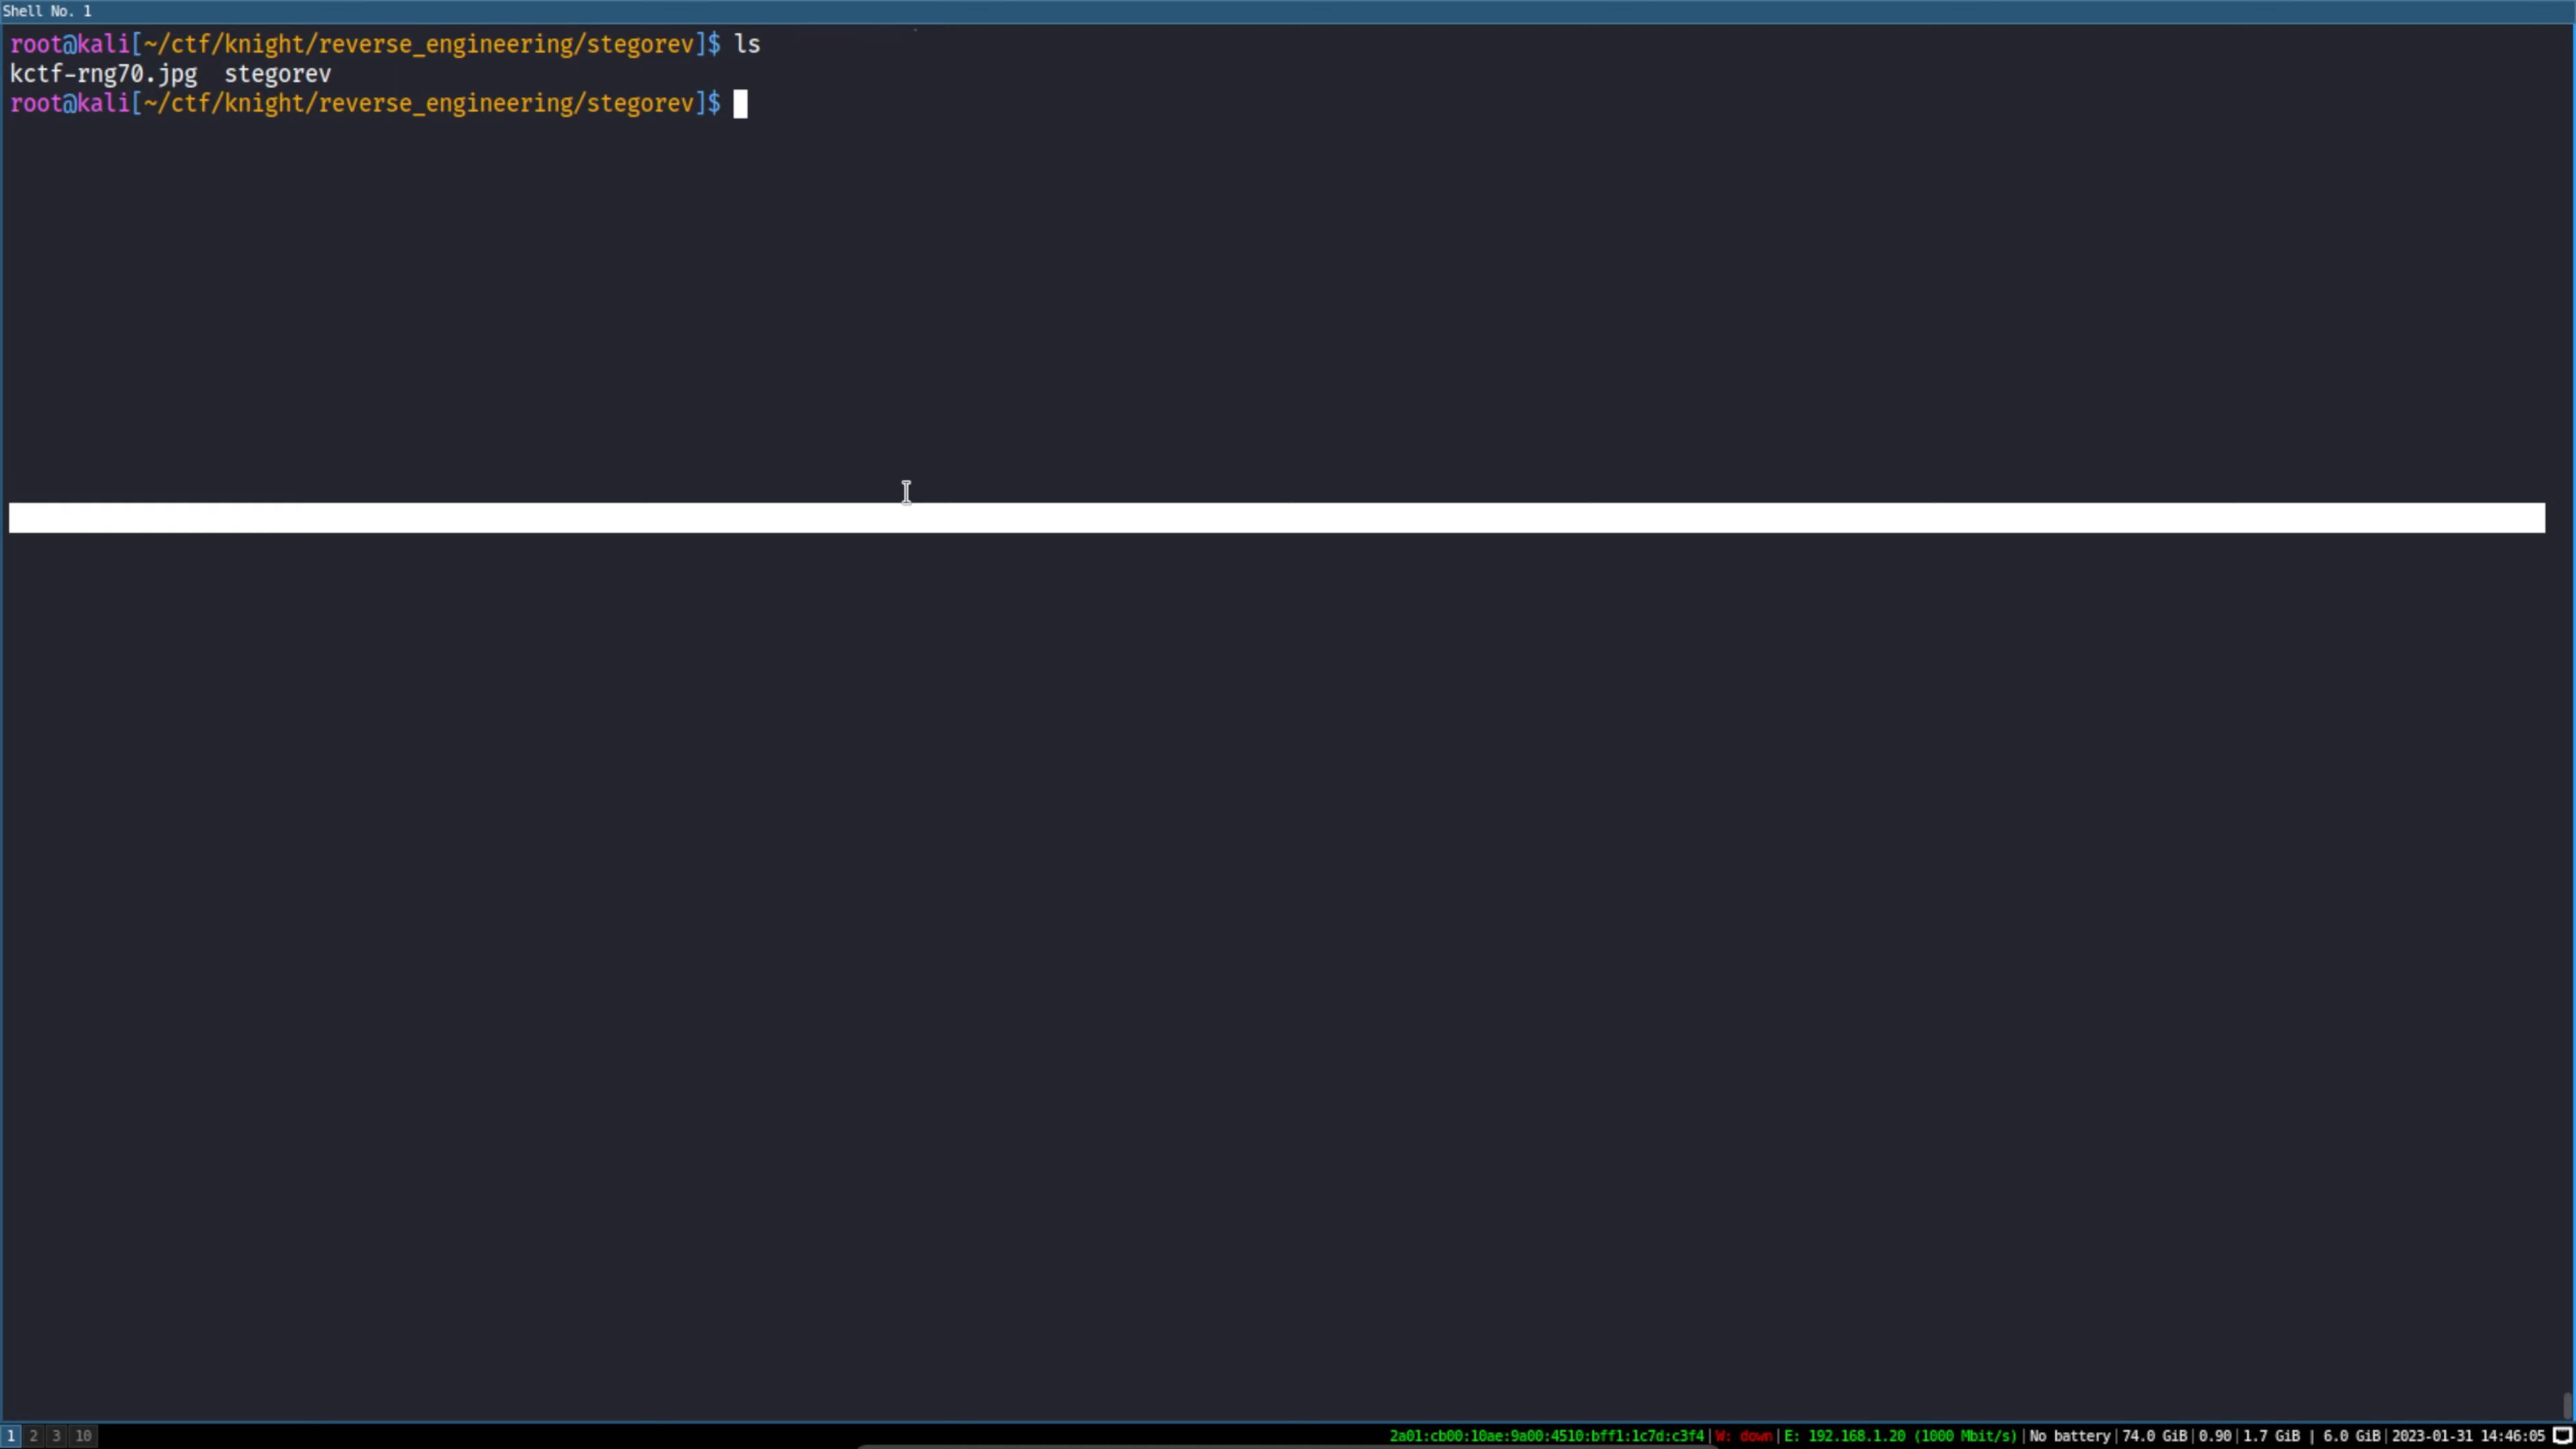 Shell No. 1
root@kali[~/ctf/knight/reverse_engineering/stegorev]$ ls
kctf-rng70.jpg  stegorev
root@kali[~/ctf/knight/reverse_engineering/stegorev]$
1 2 3 10 2a01:cb00:10ae:9a00:4510:bff1:1c7d:c3f4|W: down|E: 192.168.1.20 (1000 Mbit/s)|No battery|74.0 GiB|0.90|1.7 GiB | 6.0 GiB|2023-01-31 14:46:05